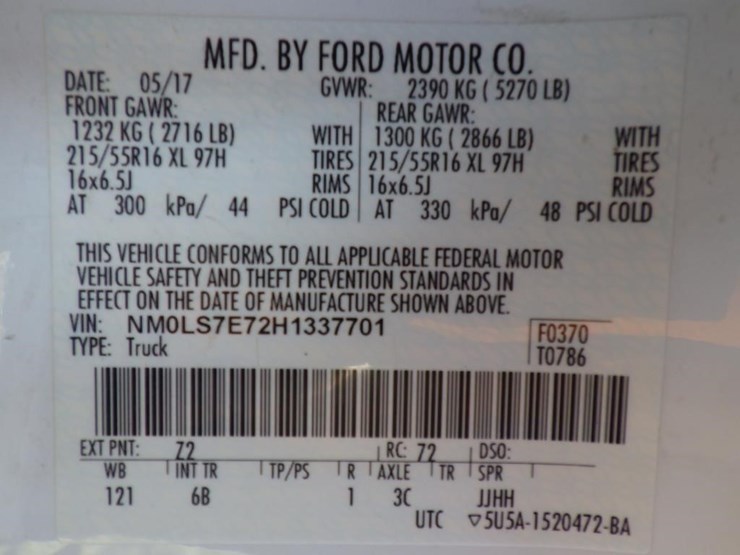 MFD. BY FORD MOTOR CO.
DATE: 05/17 GVWR: 2390 KG ( 5270 LB)
FRONT GAWR: REAR GAWR:
1232 KG ( 2716 LB) WITH 1300 KG ( 2866 LB) WITH
215/55R16 XL 97H TIRES 215/55R16 XL 97H TIRES
16x6.5J RIMS 16x6.5J RIMS
AT 300 kPa/ 44 PSI COLD AT 330 kPa/ 48 PSI COLD
THIS VEHICLE CONFORMS TO ALL APPLICABLE FEDERAL MOTOR
VEHICLE SAFETY AND THEFT PREVENTION STANDARDS IN
EFFECT ON THE DATE OF MANUFACTURE SHOWN ABOVE.
VIN: NM0LS7E72H1337701 F0370
TYPE: Truck T0786
EXT PNT: Z2 RC: 72 DSO:
WB INT TR TP/PS R AXLE TR SPR
121 6B 1 3C JJHH
UTC ▽5U5A-1520472-BA